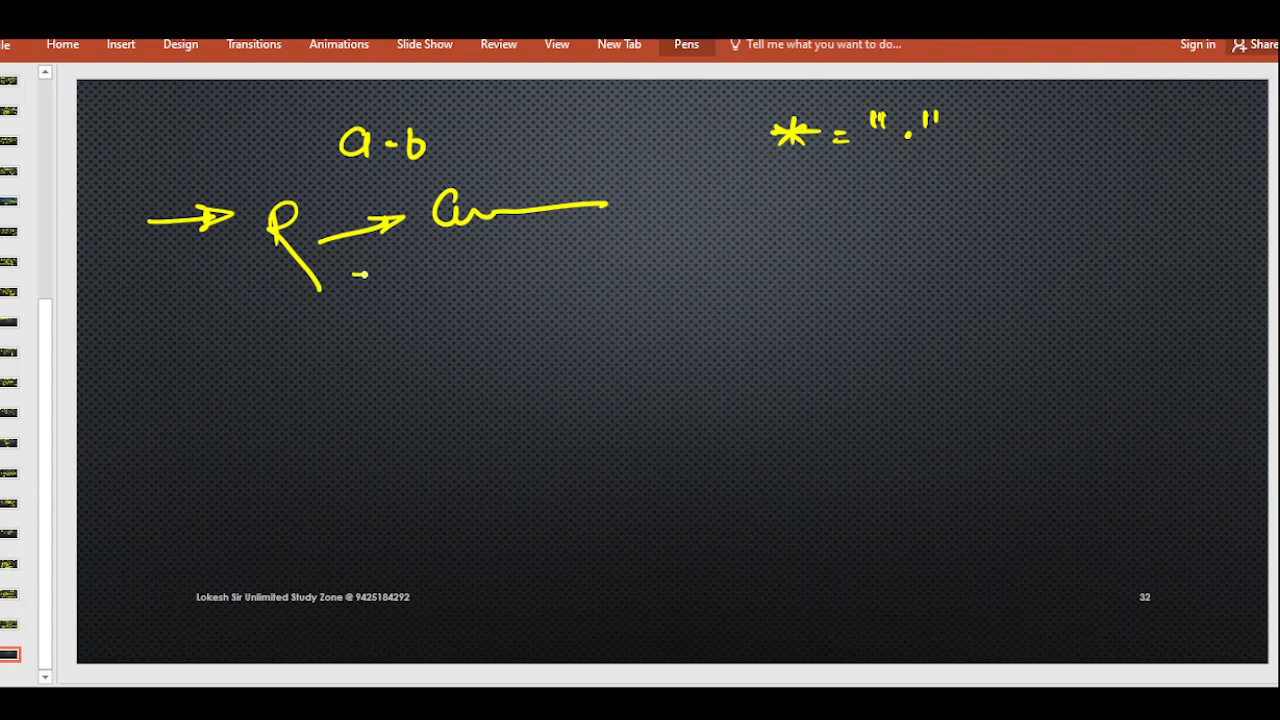 ile Home Insert Design Transitions Animations Slide Show Review View New Tab Pens Tell me what you want to do... Sign in Share
a - b
* = " . "
Lokesh Sir Unlimited Study Zone @ 9425184292
32